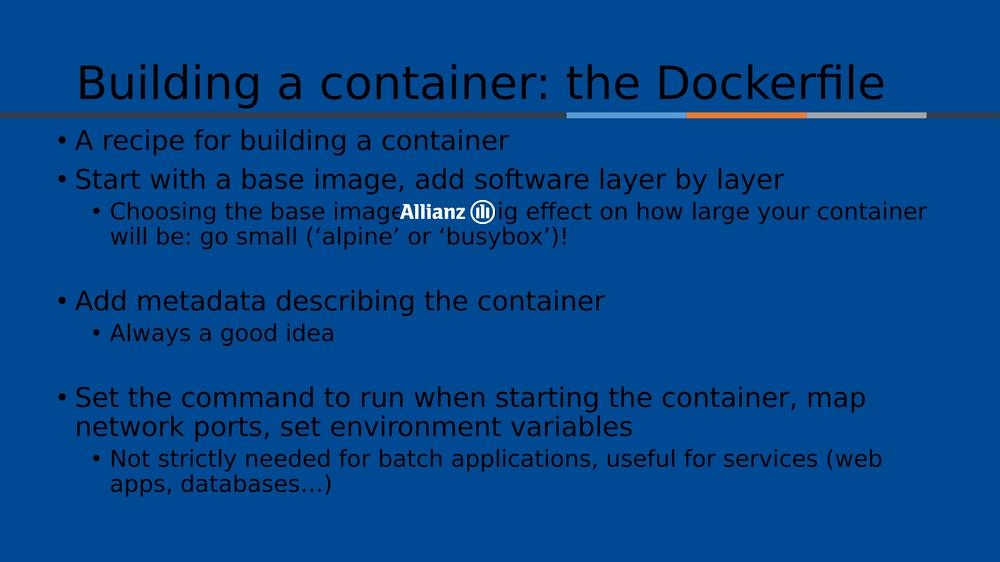 Building a container: the Dockerfile
• A recipe for building a container
• Start with a base image, add software layer by layer
• Choosing the base image Allianz ig effect on how large your container
will be: go small (‘alpine’ or ‘busybox’)!
• Add metadata describing the container
• Always a good idea
• Set the command to run when starting the container, map
network ports, set environment variables
• Not strictly needed for batch applications, useful for services (web
apps, databases...)